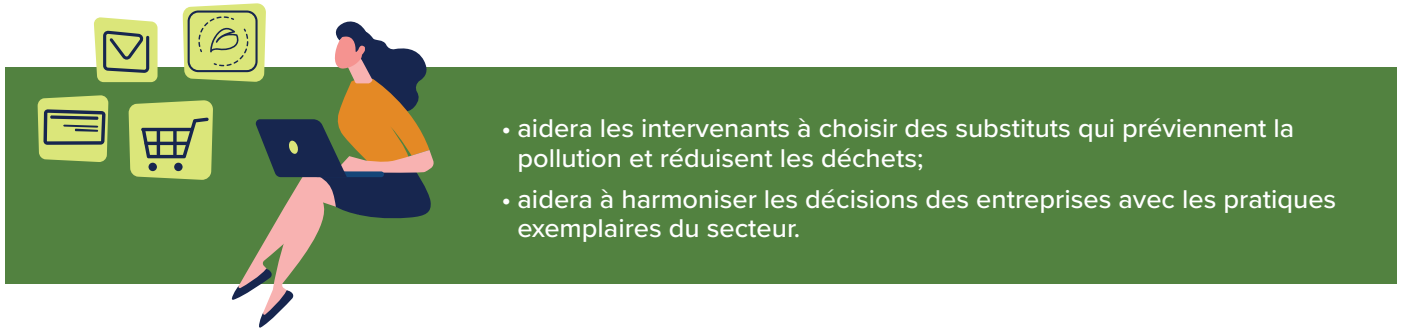 • aidera les intervenants à choisir des substituts qui préviennent la
pollution et réduisent les déchets;
• aidera à harmoniser les décisions des entreprises avec les pratiques
exemplaires du secteur.